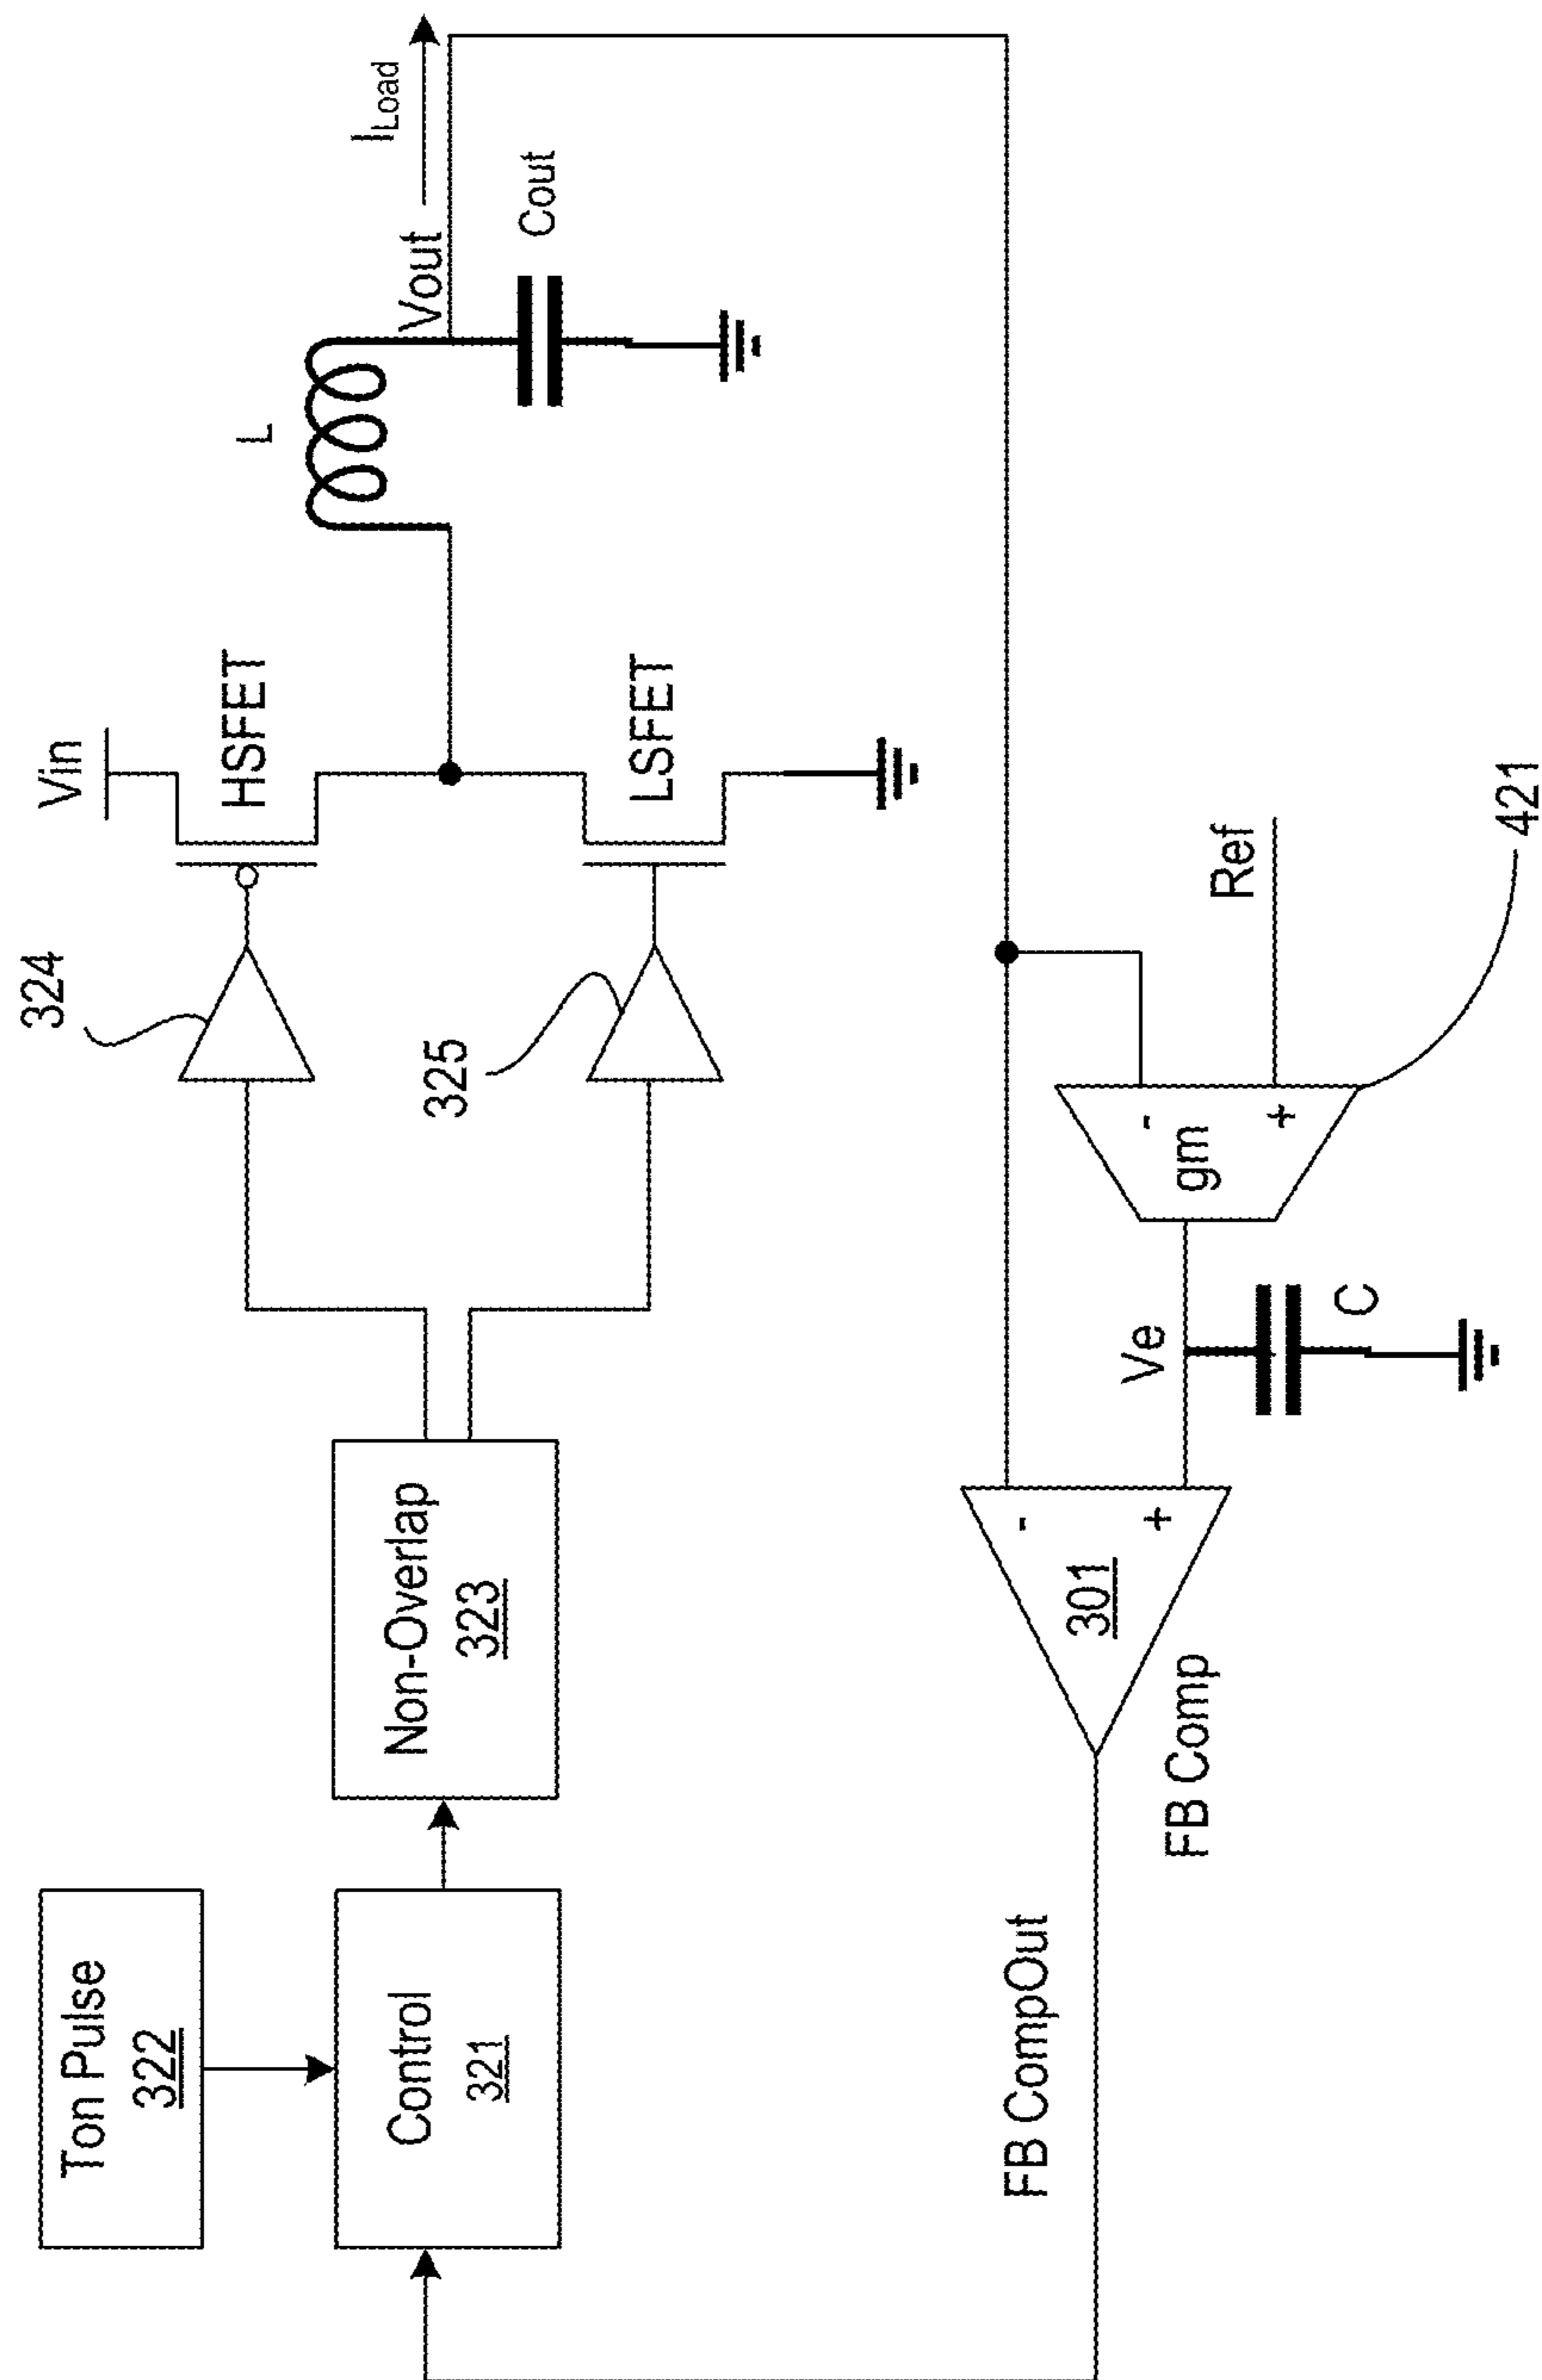 Ton Pulse
322
Control
321
Non-Overlap
323
324
325
Vin
HSFET
LSFET
L
Vout
I Load
Cout
FB CompOut
FB Comp
301
-
+
Ve
C
gm
-
+
Ref
421